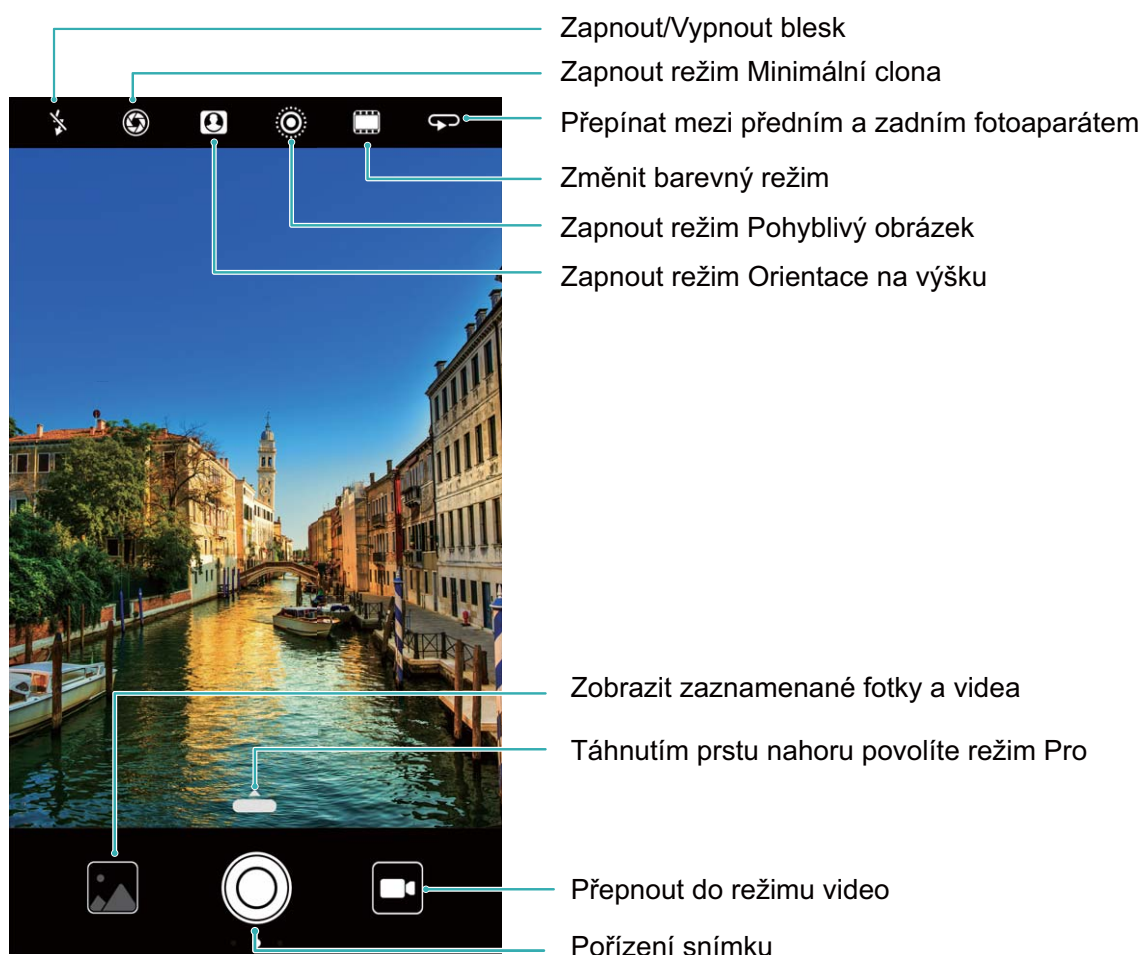 Zapnout/Vypnout blesk
Zapnout režim Minimální clona
Přepínat mezi předním a zadním fotoaparátem
Změnit barevný režim
Zapnout režim Pohyblivý obrázek
Zapnout režim Orientace na výšku
Zobrazit zaznamenané fotky a videa
Táhnutím prstu nahoru povolíte režim Pro
Přepnout do režimu video
Pořízení snímku